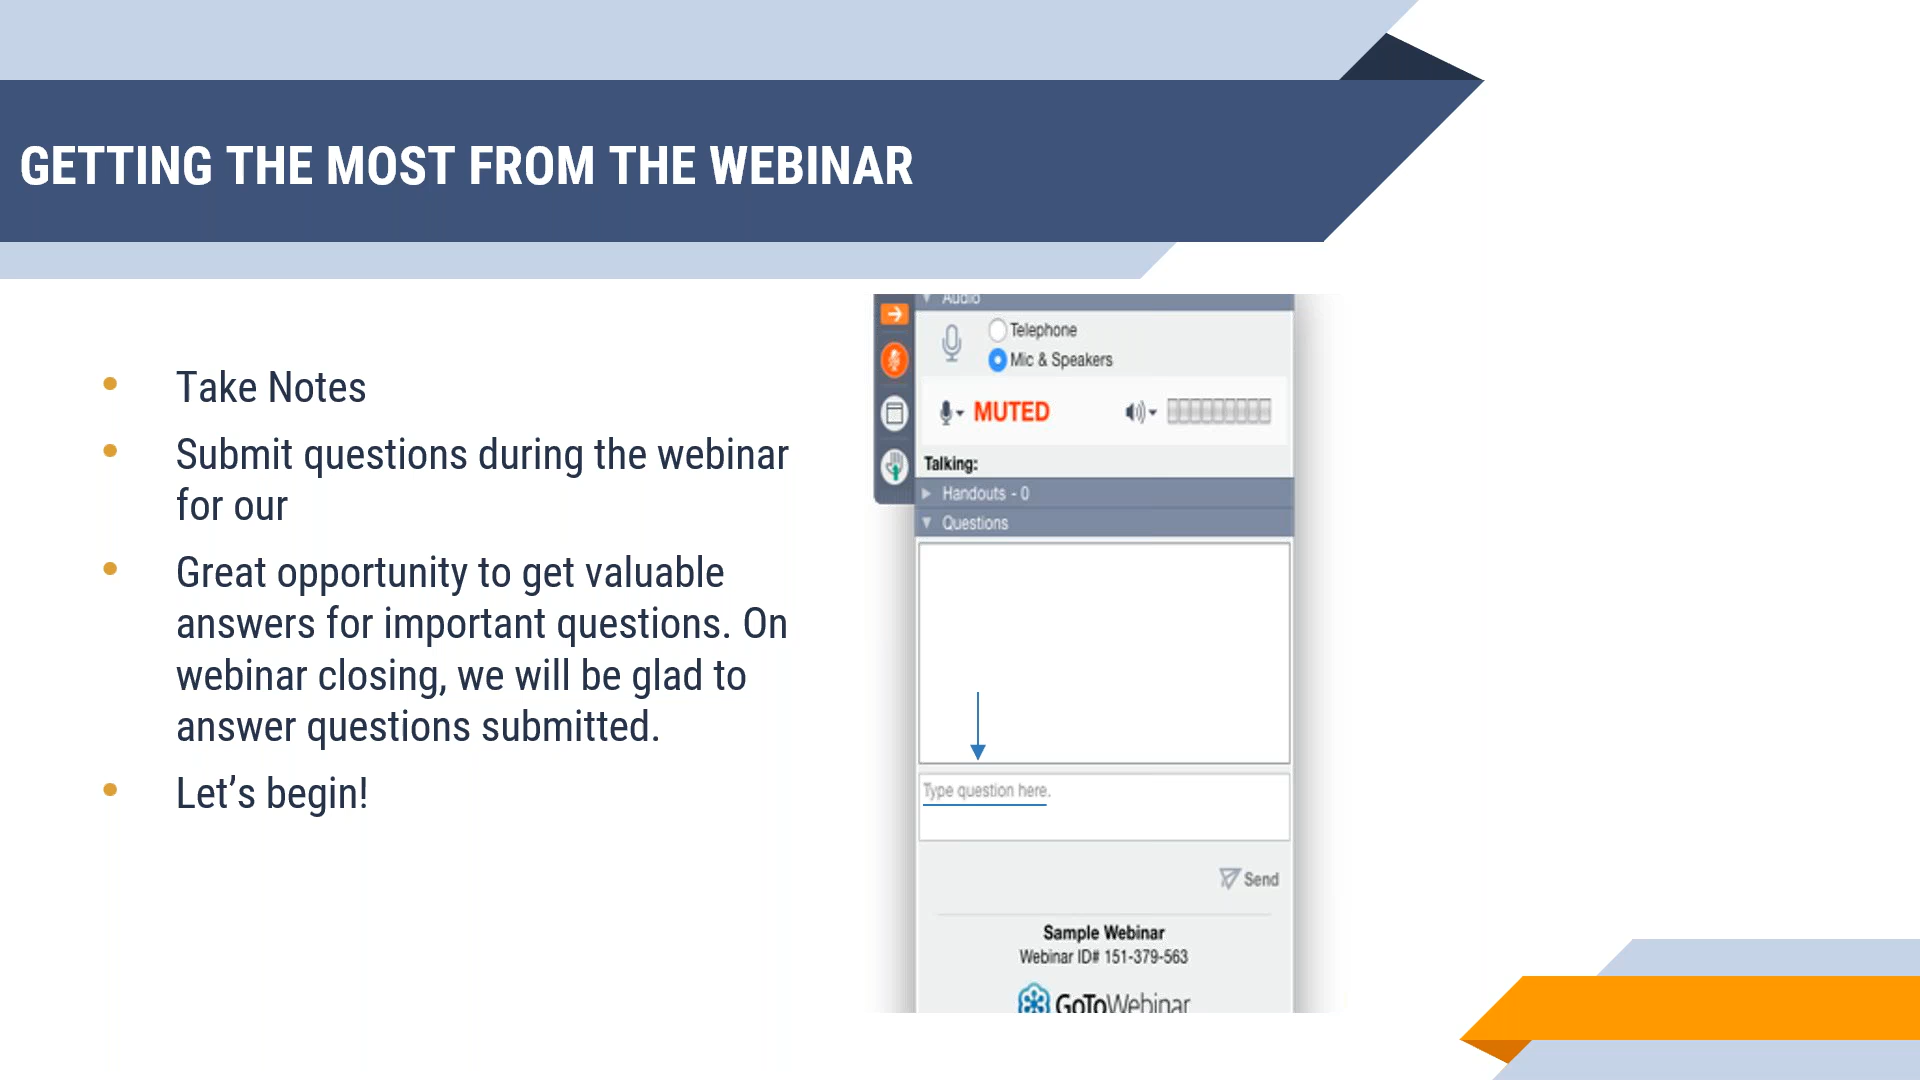 GETTING THE MOST FROM THE WEBINAR
• Take Notes
• Submit questions during the webinar
for our
• Great opportunity to get valuable
answers for important questions. On
webinar closing, we will be glad to
answer questions submitted.
• Let’s begin!
Audio
Telephone
Mic & Speakers
MUTED
Talking:
Handouts - 0
Questions
Type question here.
Send
Sample Webinar
Webinar ID# 151-379-563
GoToWebinar